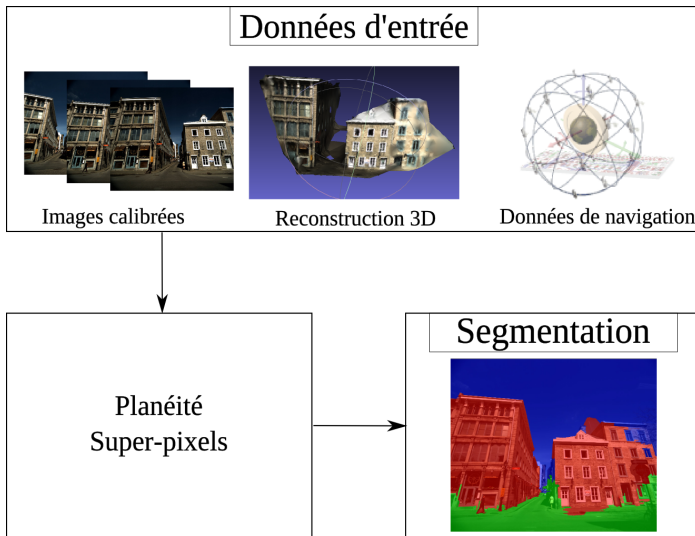 Données d'entrée
Images calibrées
Reconstruction 3D
Données de navigation
Planéité
Super-pixels
Segmentation